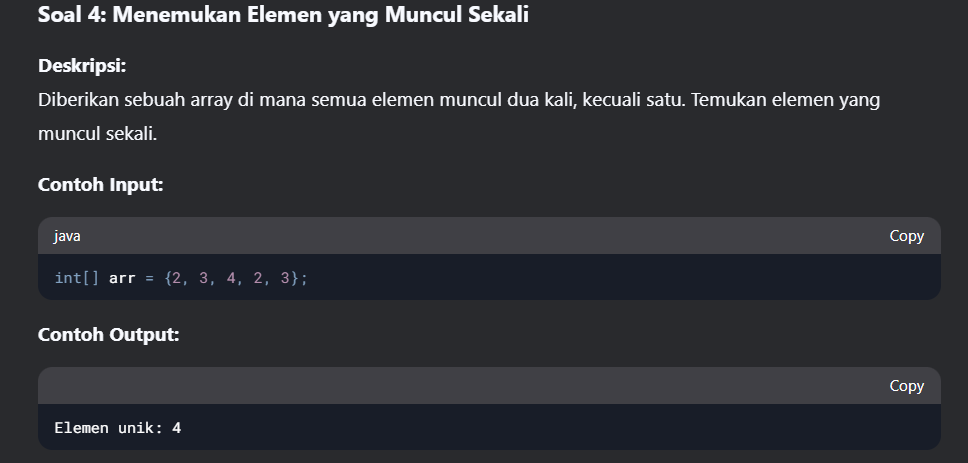 Soal 4: Menemukan Elemen yang Muncul Sekali
Deskripsi:
Diberikan sebuah array di mana semua elemen muncul dua kali, kecuali satu. Temukan elemen yang
muncul sekali.
Contoh Input:
java Copy
int[] arr = {2, 3, 4, 2, 3};
Contoh Output:
Copy
Elemen unik: 4